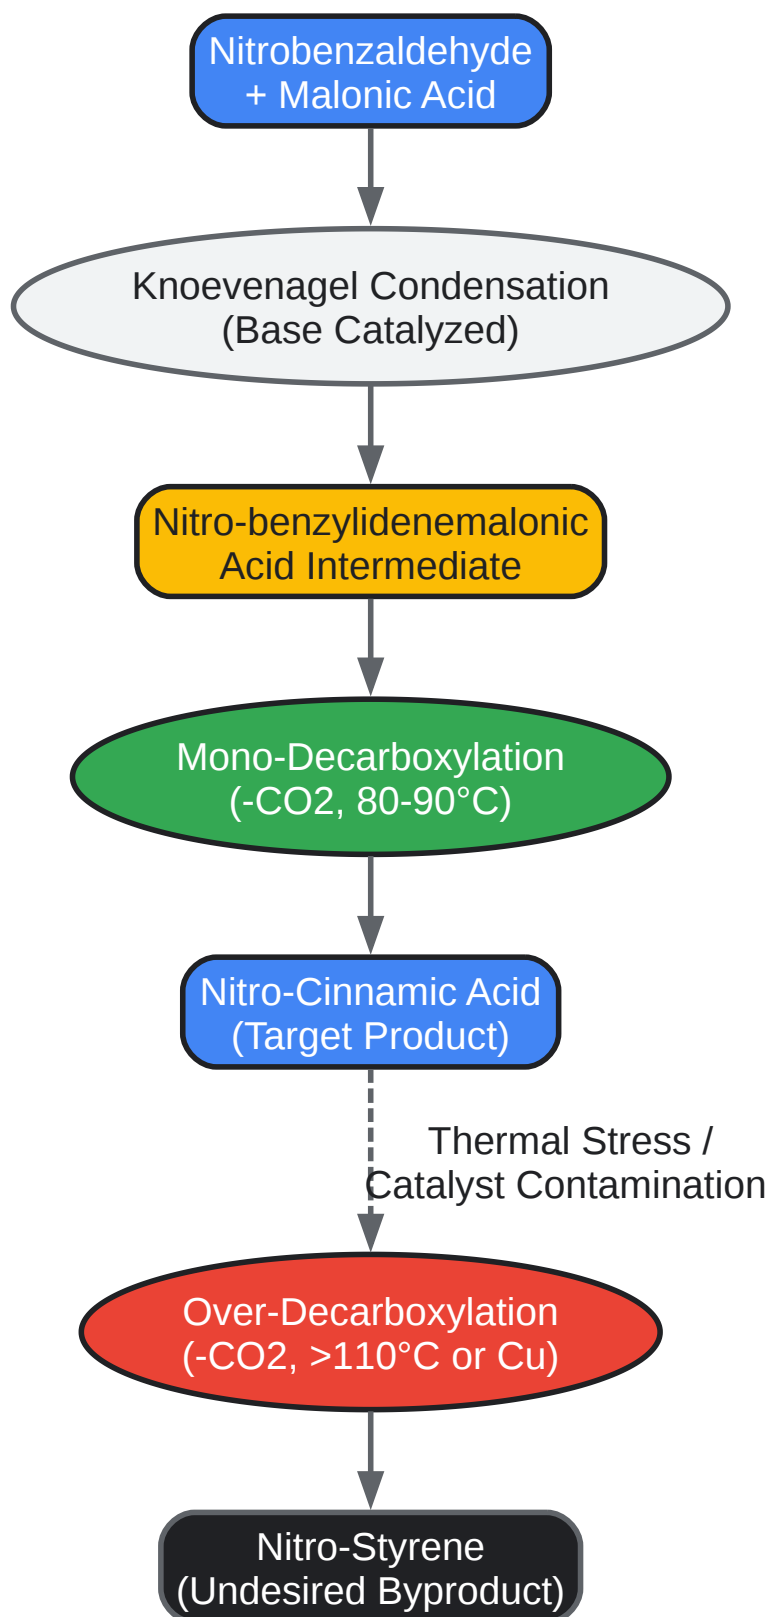 Nitrobenzaldehyde
+ Malonic Acid
Knoevenagel Condensation
(Base Catalyzed)
Nitro-benzylidenemalonic
Acid Intermediate
Mono-Decarboxylation
(-CO2, 80-90°C)
Nitro-Cinnamic Acid
(Target Product)
Thermal Stress /
Catalyst Contamination
Over-Decarboxylation
(-CO2, >110°C or Cu)
Nitro-Styrene
(Undesired Byproduct)